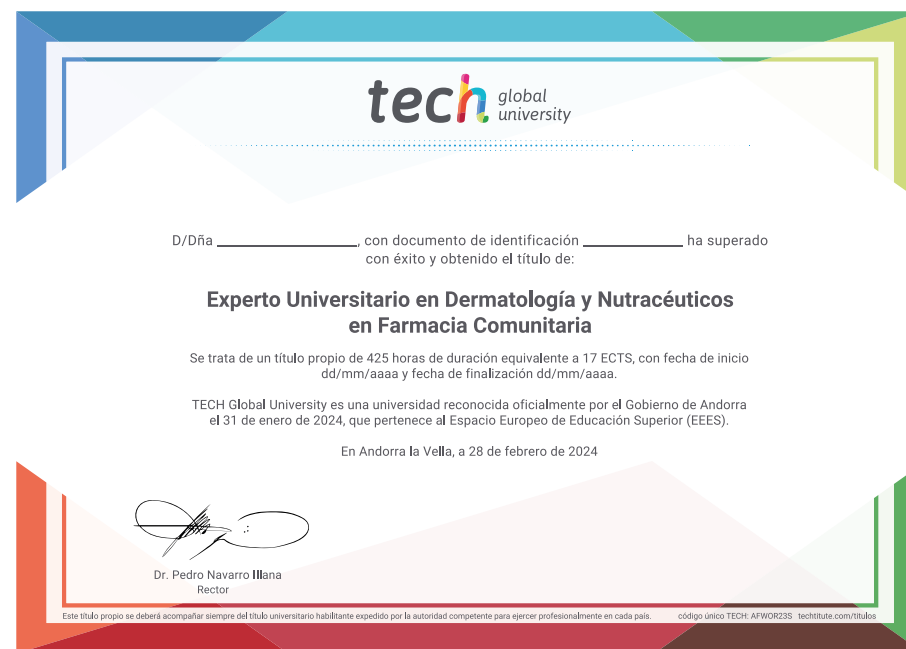 tech global university
D/Dña ____________________, con documento de identificación ______________ ha superado
con éxito y obtenido el título de:
Experto Universitario en Dermatología y Nutracéuticos
en Farmacia Comunitaria
Se trata de un título propio de 425 horas de duración equivalente a 17 ECTS, con fecha de inicio
dd/mm/aaaa y fecha de finalización dd/mm/aaaa.
TECH Global University es una universidad reconocida oficialmente por el Gobierno de Andorra
el 31 de enero de 2024, que pertenece al Espacio Europeo de Educación Superior (EEES).
En Andorra la Vella, a 28 de febrero de 2024
Dr. Pedro Navarro Illana
Rector
Este título propio se deberá acompañar siempre del título universitario habilitante expedido por la autoridad competente para ejercer profesionalmente en cada país. código único TECH: AFWOR23S techtitute.com/titulos